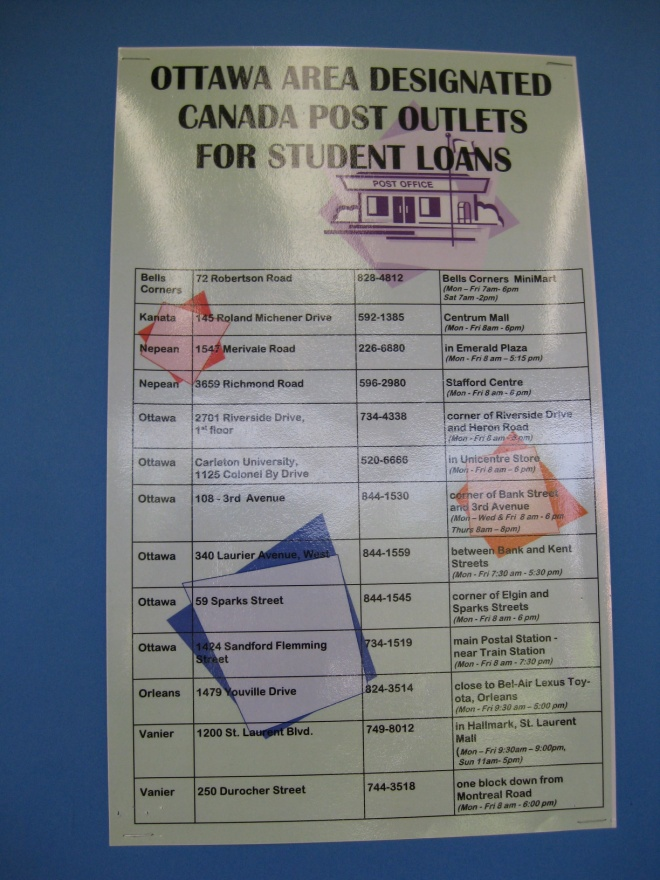 OTTAWA AREA DESIGNATED
CANADA POST OUTLETS
FOR STUDENT LOANS
POST OFFICE
Bells Corners 72 Robertson Road 828-4812 Bells Corners MiniMart
(Mon - Fri 7am- 6pm
Sat 7am -2pm)
Kanata 145 Roland Michener Drive 592-1385 Centrum Mall
(Mon - Fri 8am - 6pm)
Nepean 1547 Merivale Road 226-6880 in Emerald Plaza
(Mon - Fri 8 am - 5:15 pm)
Nepean 3659 Richmond Road 596-2980 Stafford Centre
(Mon - Fri 8 am - 6 pm)
Ottawa 2701 Riverside Drive, 734-4338 corner of Riverside Drive
1st floor and Heron Road
(Mon - Fri 8 am - pm)
Ottawa Carleton University, 520-6666 in Unicentre Store
1125 Colonel By Drive (Mon - Fri 8 am - 6 pm)
Ottawa 108 - 3rd Avenue 844-1530 corner of Bank Street
and 3rd Avenue
(Mon - Wed & Fri 8 am - 6 pm
Thurs 8am - 8pm)
Ottawa 340 Laurier Avenue, West 844-1559 between Bank and Kent
Streets
(Mon - Fri 7:30 am - 5:30 pm)
Ottawa 59 Sparks Street 844-1545 corner of Elgin and
Sparks Streets
(Mon - Fri 8 am - 6 pm)
Ottawa 1424 Sandford Flemming 734-1519 main Postal Station -
Street near Train Station
(Mon - Fri 8 am - 7:30 pm)
Orleans 1479 Youville Drive 824-3514 close to Bel-Air Lexus Toy-
ota, Orleans
(Mon - Fri 9:30 am - 5:00 pm)
Vanier 1200 St. Laurent Blvd. 749-8012 in Hallmark, St. Laurent
Mall
(Mon - Fri 9:30am - 9:00pm,
Sun 11am- 5pm)
Vanier 250 Durocher Street 744-3518 one block down from
Montreal Road
(Mon - Fri 8 am - 6:00 pm)